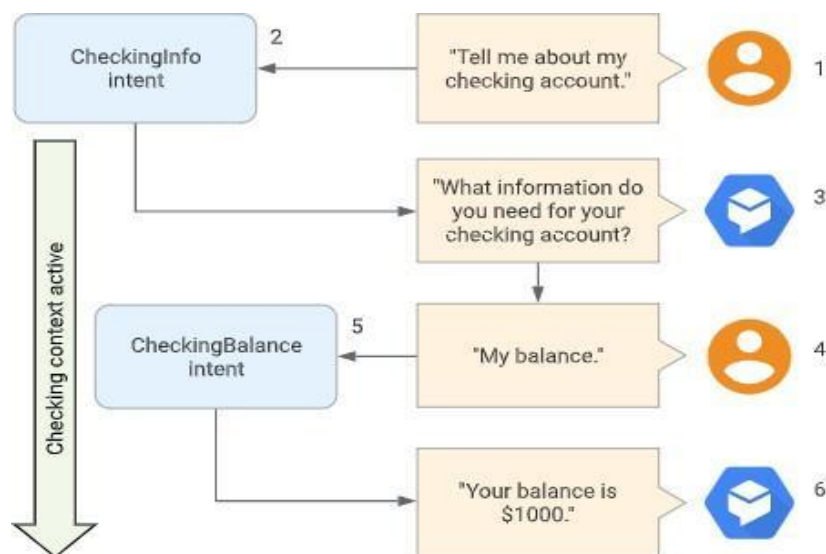 CheckingInfo
intent
2
"Tell me about my
checking account."
1
"What information do
you need for your
checking account?
3
Checking context active
CheckingBalance
intent
5
"My balance."
4
"Your balance is
$1000."
6